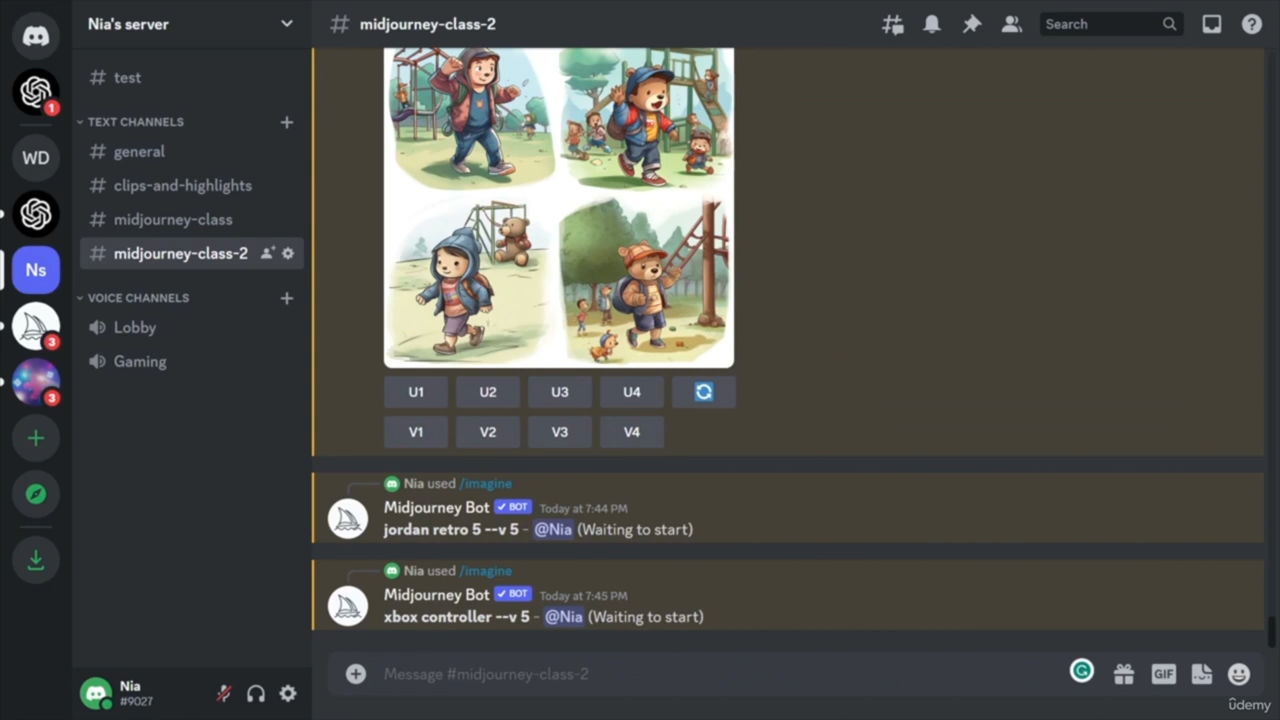 Nia's server
# midjourney-class-2
Search
# test
TEXT CHANNELS
# general
# clips-and-highlights
# midjourney-class
# midjourney-class-2
VOICE CHANNELS
Lobby
Gaming
1
WD
Ns
3
3
U1 U2 U3 U4
V1 V2 V3 V4
Nia used /imagine
Midjourney Bot BOT Today at 7:44 PM
jordan retro 5 --v 5 - @Nia (Waiting to start)
Nia used /imagine
Midjourney Bot BOT Today at 7:45 PM
xbox controller --v 5 - @Nia (Waiting to start)
Message #midjourney-class-2
GIF
Nia
#9027
ûdemy